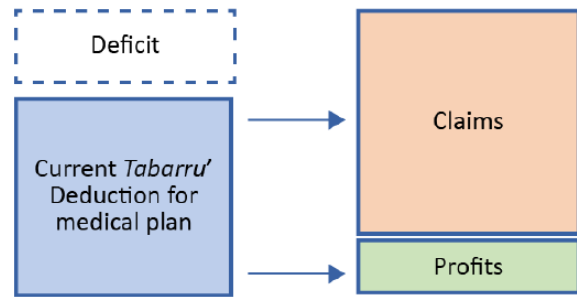 Deficit
Claims
Current Tabarru’
Deduction for
medical plan
Profits